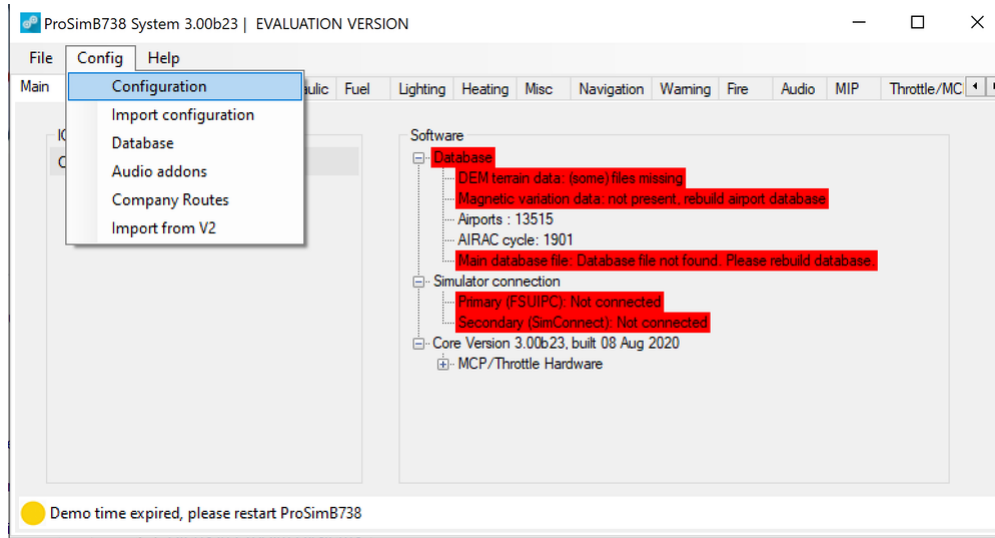 ProSimB738 System 3.00b23 | EVALUATION VERSION
File Config Help
Main Fuel Lighting Heating Misc Navigation Warning Fire Audio MIP Throttle/MC
Configuration
Import configuration
Database
Audio addons
Company Routes
Import from V2
Software
Database
DEM terrain data: (some) files missing
Magnetic variation data: not present, rebuild airport database
Airports : 13515
AIRAC cycle: 1901
Main database file: Database file not found. Please rebuild database.
Simulator connection
Primary (FSUIPC): Not connected
Secondary (SimConnect): Not connected
Core Version 3.00b23, built 08 Aug 2020
MCP/Throttle Hardware
Demo time expired, please restart ProSimB738